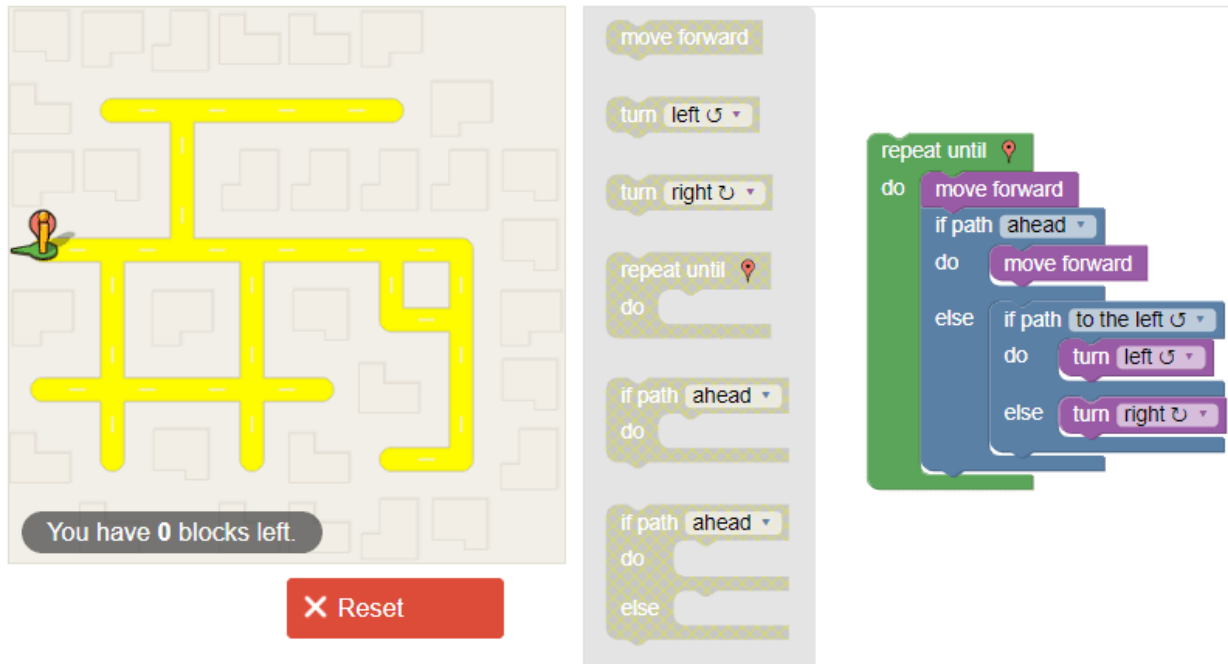 You have 0 blocks left.
Reset
move forward
turn left ↺ ▾
turn right ↻ ▾
repeat until
do
if path ahead ▾
do
if path ahead ▾
do
else
repeat until
do
move forward
if path ahead ▾
do
move forward
else
if path to the left ↺ ▾
do
turn left ↺ ▾
else
turn right ↻ ▾